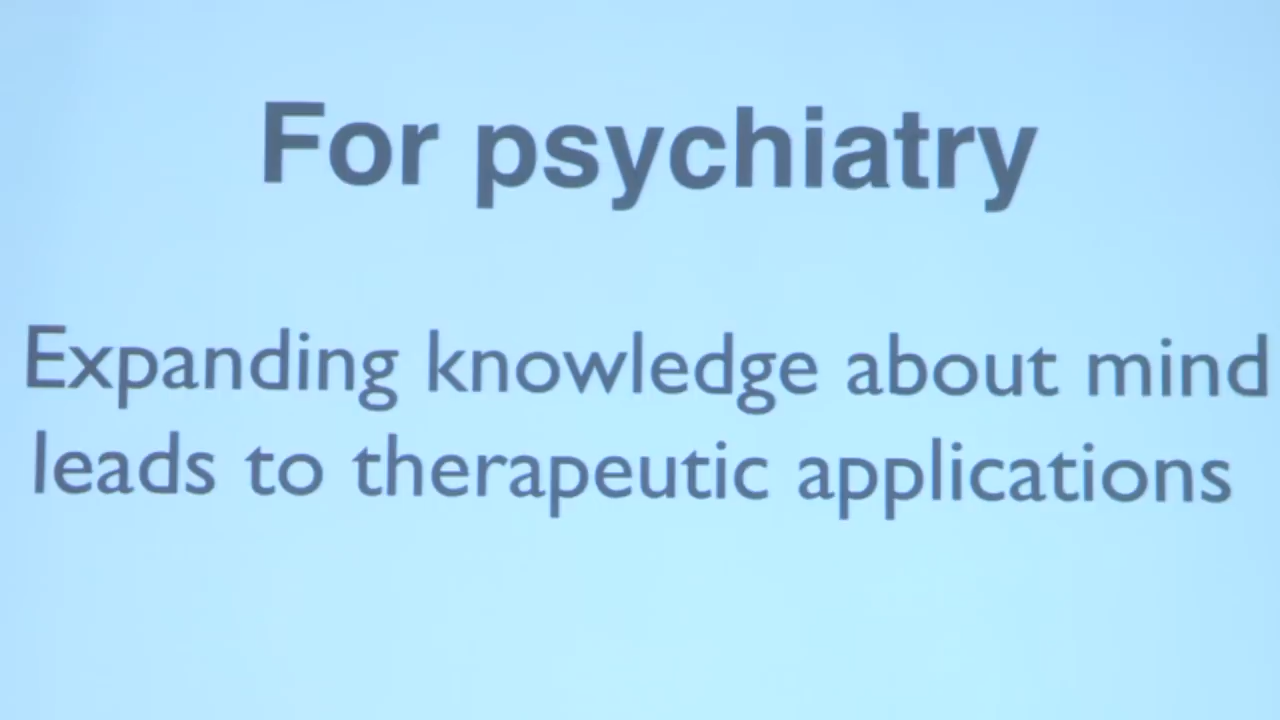 For psychiatry
Expanding knowledge about mind
leads to therapeutic applications